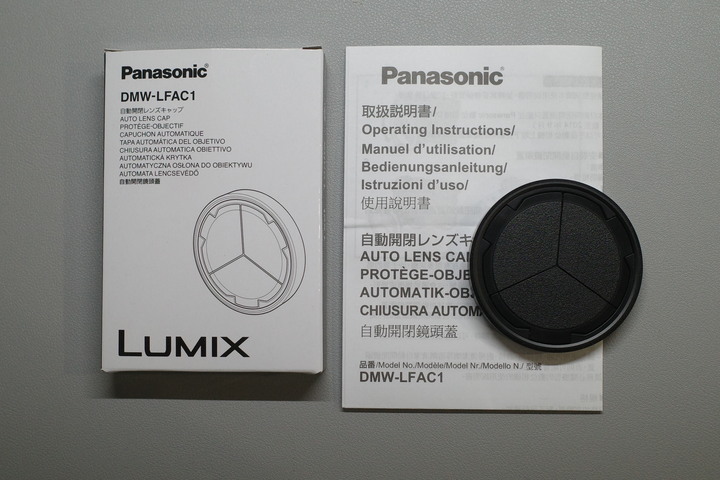 Panasonic
DMW-LFAC1
自動開閉レンズキャップ
AUTO LENS CAP
PROTÈGE-OBJECTIF
CAPUCHON AUTOMATIQUE
TAPA AUTOMÁTICA DEL OBJETIVO
CHIUSURA AUTOMATICA OBIETTIVO
AUTOMATICKÁ KRYTKA
AUTOMATYCZNA OSŁONA DO OBIEKTYWU
AUTOMATA LENCSEVÉDŐ
自動開閉鏡頭蓋
LUMIX
Panasonic
取扱説明書/
Operating Instructions/
Manuel d'utilisation/
Bedienungsanleitung/
Istruzioni d'uso/
使用說明書
自動開閉レンズキ
AUTO LENS CA
PROTÈGE-OBJE
AUTOMATIK-OB
CHIUSURA AUTOMA
自動開閉鏡頭蓋
品番/Model No./Modèle/Model Nr./Modello N./ 型號
DMW-LFAC1